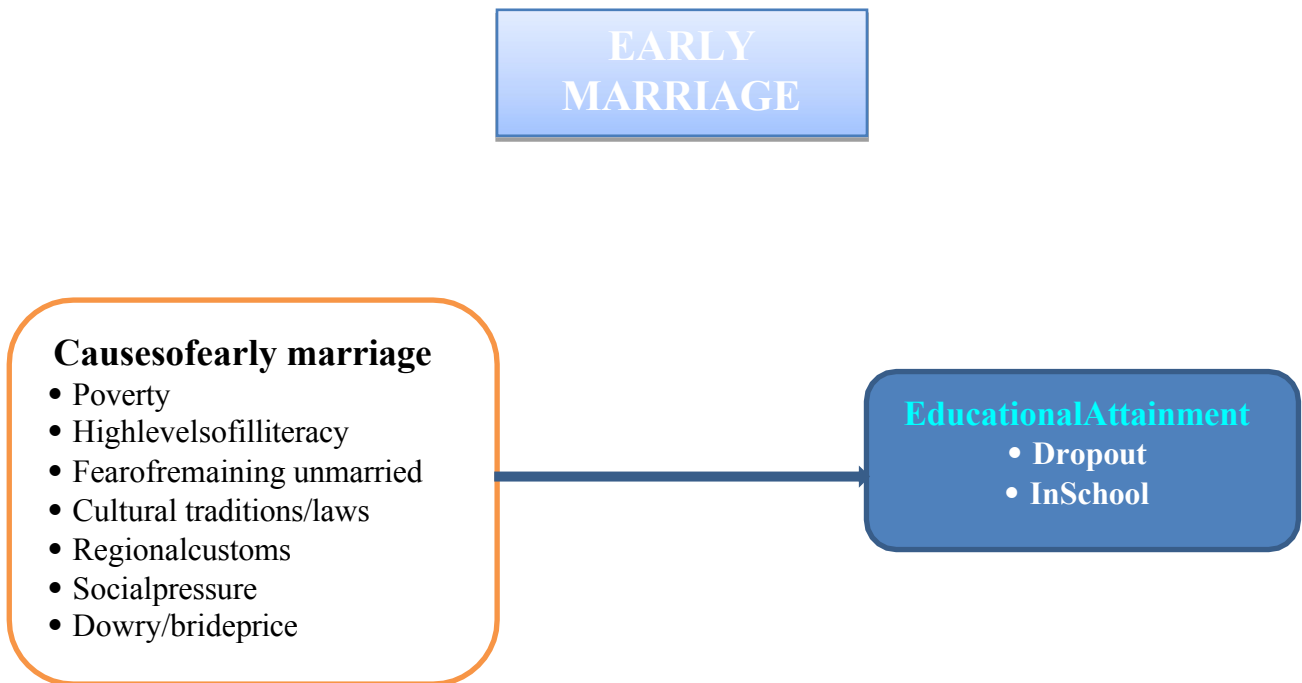 EARLY
MARRIAGE
Causesofearly marriage
• Poverty
• Highlevelsofilliteracy
• Fearofremaining unmarried
• Cultural traditions/laws
• Regionalcustoms
• Socialpressure
• Dowry/brideprice
EducationalAttainment
• Dropout
• InSchool